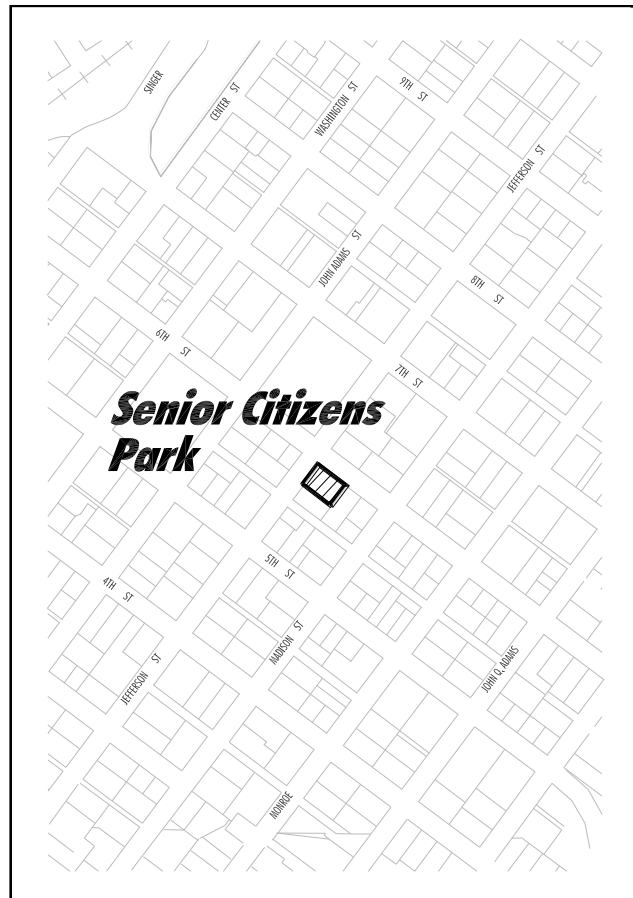 SINGER
CENTER ST
WASHINGTON ST
9TH ST
JEFFERSON ST
JOHN ADAMS ST
8TH ST
6TH ST
7TH ST
Senior Citizens
Park
5TH ST
4TH ST
MADISON ST
JOHN Q. ADAMS
JEFFERSON ST
MONROE